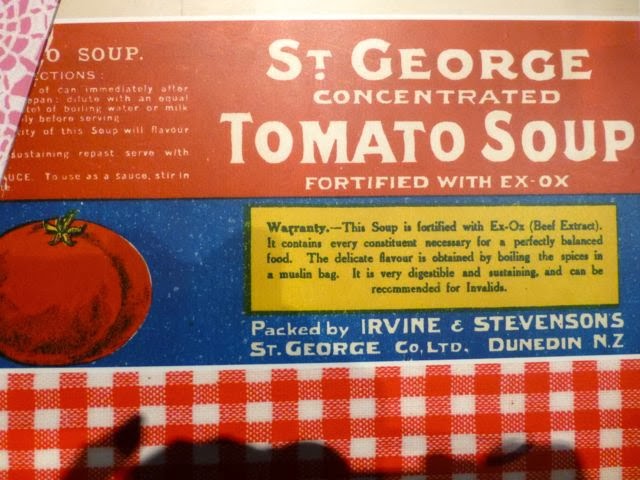 O SOUP.
ECTIONS :
of can immediately after
epan: dilute with an equal
of boiling water or milk
ly before serving
ity of this Soup will flavour
sustaining repast serve with
AUCE. To use as a sauce, stir in
ST. GEORGE
CONCENTRATED
TOMATO SOUP
FORTIFIED WITH EX-OX
Warranty.—This Soup is fortified with Ex-Ox (Beef Extract).
It contains every constituent necessary for a perfectly balanced
food. The delicate flavour is obtained by boiling the spices in
a muslin bag. It is very digestible and sustaining, and can be
recommended for Invalids.
Packed by IRVINE & STEVENSONS
ST. GEORGE CO, LTD. DUNEDIN N.Z